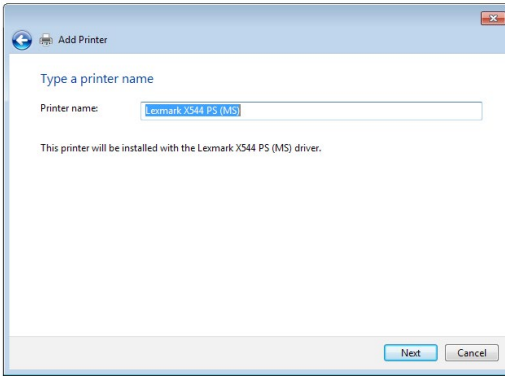 Add Printer
Type a printer name
Printer name: Lexmark X544 PS (MS)
This printer will be installed with the Lexmark X544 PS (MS) driver.
Next Cancel